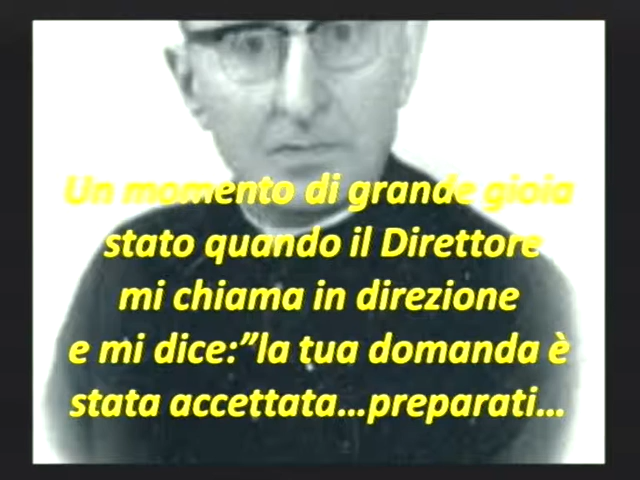 Un momento di grande gioia
stato quando il Direttore
mi chiama in direzione
e mi dice:”la tua domanda è
stata accettata...preparati...